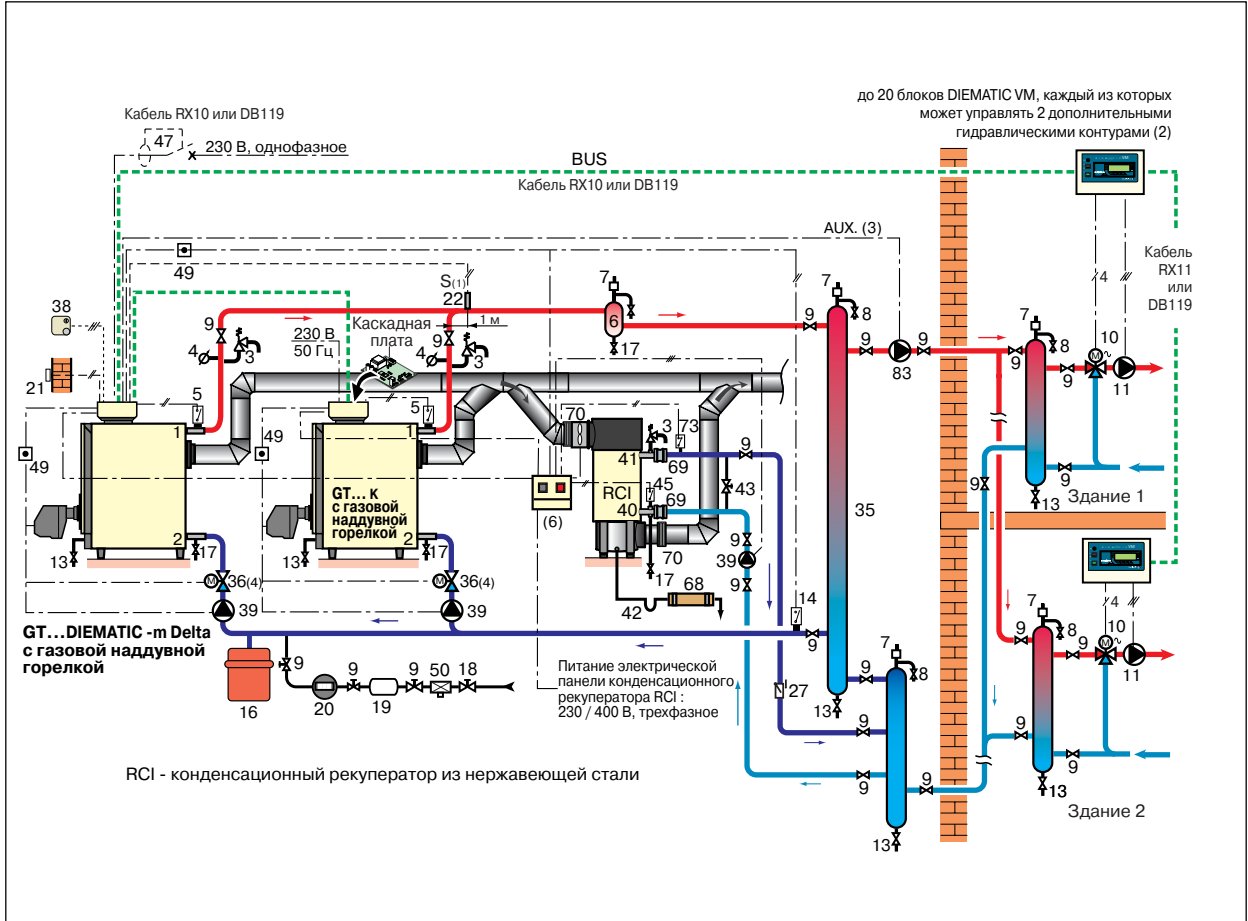 до 20 блоков DIEMATIC VM, каждый из которых
может управлять 2 дополнительными
гидравлическими контурами (2)
Кабель RX10 или DB119
47
230 В, однофазное
BUS
Кабель RX10 или DB119
VM
AUX. (3)
Кабель
RX11
или
DB119
49
S(1)
22
7
7
8
4
38
9
4
3
230 В
50 Гц
Каскадная
плата
9
4
3
1 м
6
17
9
9
9
83
7
8
9
9
10
M
11
21
5
5
1
1
49
49
70
3
73
41
69
9
RCI
45
40
69
43
(6)
35
9
9
Здание 1
13
GT... К
с газовой
наддувной
горелкой
2
2
13
17
13
17
70
17
9
39
9
M
36(4)
M
36(4)
39
39
42
68
14
9
VM
4
7
8
10
M
9
9
11
GT...DIEMATIC -m Delta
с газовой наддувной
горелкой
9
9
9
50
18
16
20
19
Питание электрической
панели конденсационного
рекуператора RCI :
230 / 400 В, трехфазное
27
13
7
8
9
9
9
9
13
9
9
13
Здание 2
RCI - конденсационный рекуператор из нержавеющей стали